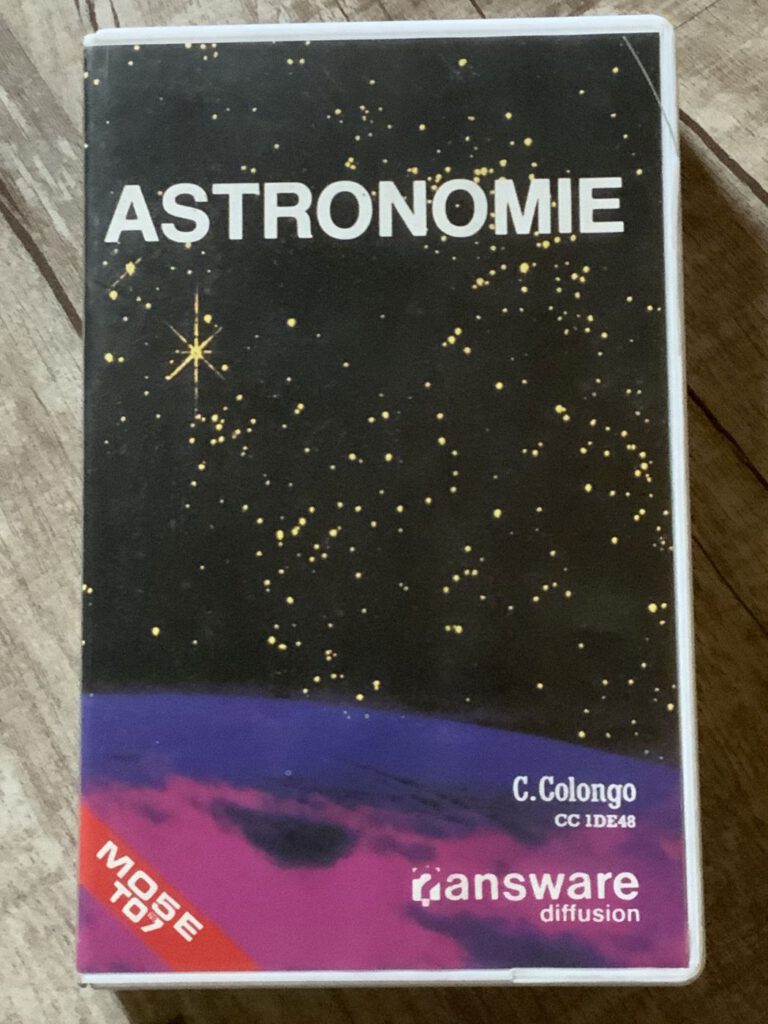 ASTRONOMIE
C.Colongo
CC 1DE48
answare
diffusion
MO5E
TO7